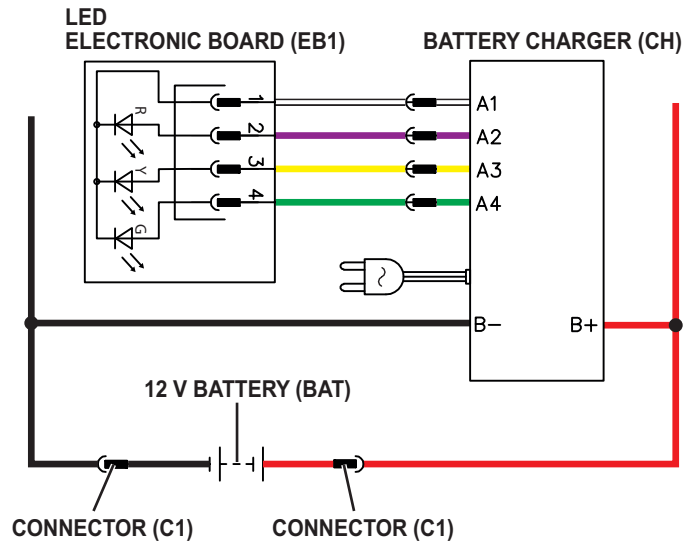 LED
ELECTRONIC BOARD (EB1)
BATTERY CHARGER (CH)
1
A1
R
2
A2
3
A3
Y
4
A4
G
B−
B+
12 V BATTERY (BAT)
CONNECTOR (C1)
CONNECTOR (C1)